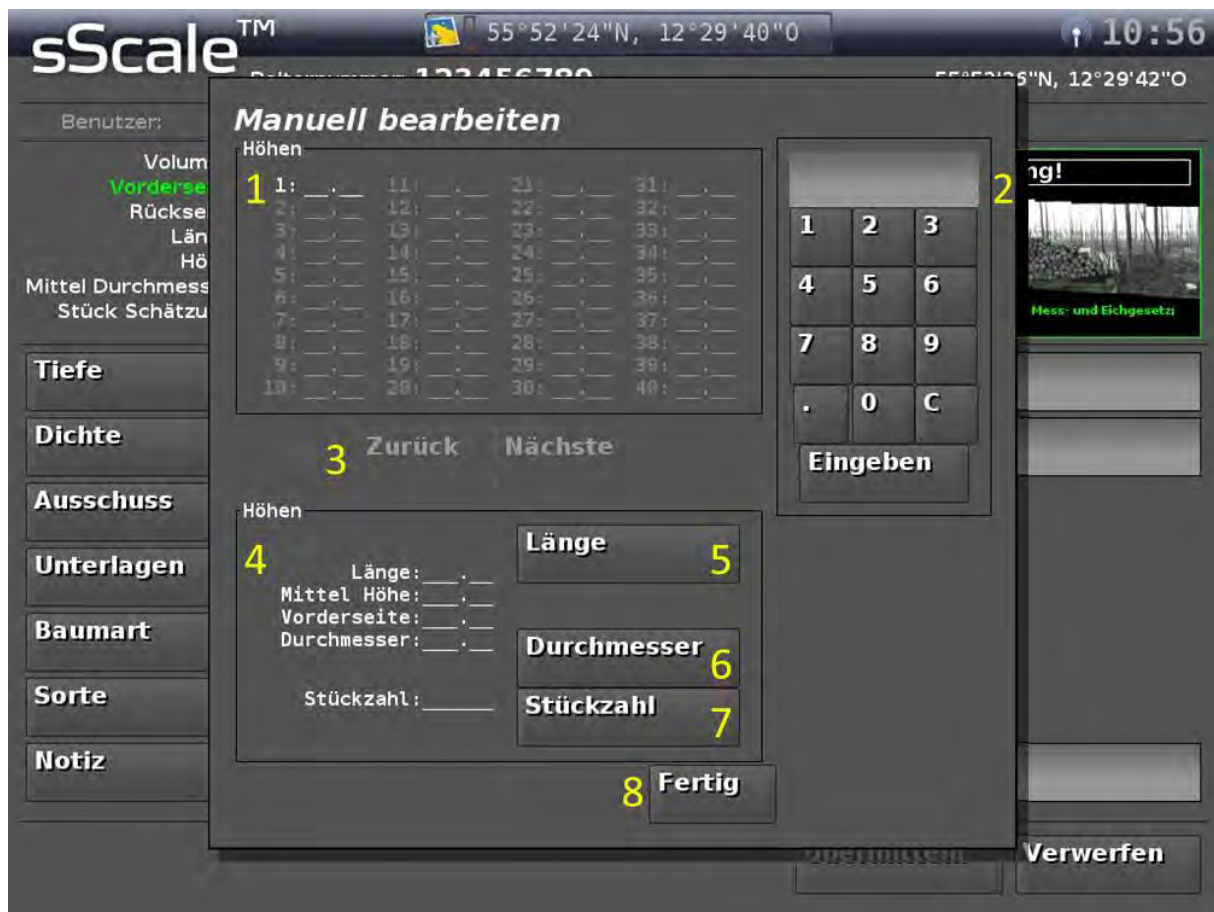 sScale™
55°52'24"N, 12°29'40"O
10:56
123456789
"N, 12°29'42"O
Benutzer:
Manuell bearbeiten
Volum
Vorderse
Rückse
Län
Hö
Mittel Durchmess
Stück Schätzu
Höhen
1
1: __.__ 11: __.__ 21: __.__ 31: __.__
2: __.__ 12: __.__ 22: __.__ 32: __.__
3: __.__ 13: __.__ 23: __.__ 33: __.__
4: __.__ 14: __.__ 24: __.__ 34: __.__
5: __.__ 15: __.__ 25: __.__ 35: __.__
6: __.__ 16: __.__ 26: __.__ 36: __.__
7: __.__ 17: __.__ 27: __.__ 37: __.__
8: __.__ 18: __.__ 28: __.__ 38: __.__
9: __.__ 19: __.__ 29: __.__ 39: __.__
10: __.__ 20: __.__ 30: __.__ 40: __.__
2
1 2 3
4 5 6
7 8 9
. 0 C
Eingeben
ng!
Mess- und Eichgesetz;
Tiefe
Dichte
Ausschuss
Unterlagen
Baumart
Sorte
Notiz
3
Zurück Nächste
Höhen
4
Länge:___.__
Mittel Höhe:___.__
Vorderseite:___.__
Durchmesser:___.__
Stückzahl:______
Länge
5
Durchmesser
6
Stückzahl
7
8
Fertig
Übermitteln
Verwerfen